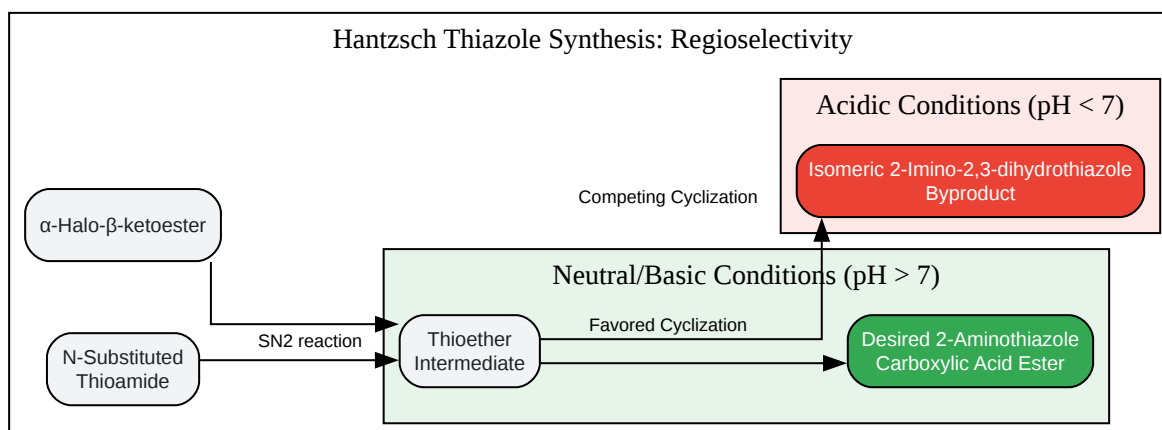 Hantzsch Thiazole Synthesis: Regioselectivity
Acidic Conditions (pH < 7)
Isomeric 2-Imino-2,3-dihydrothiazole
Byproduct
Competing Cyclization
α-Halo-β-ketoester
Neutral/Basic Conditions (pH > 7)
SN2 reaction
Favored Cyclization
N-Substituted
Thioamide
Thioether
Intermediate
Desired 2-Aminothiazole
Carboxylic Acid Ester